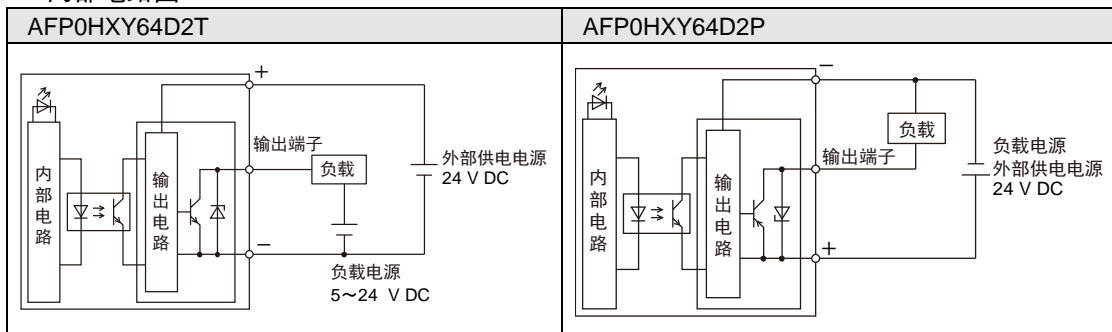 AFP0HXY64D2T
AFP0HXY64D2P
+
输出端子
负载
外部供电电源
24 V DC
内部电路
输出电路
−
负载电源
5～24 V DC
−
负载
输出端子
负载电源
外部供电电源
24 V DC
内部电路
输出电路
+